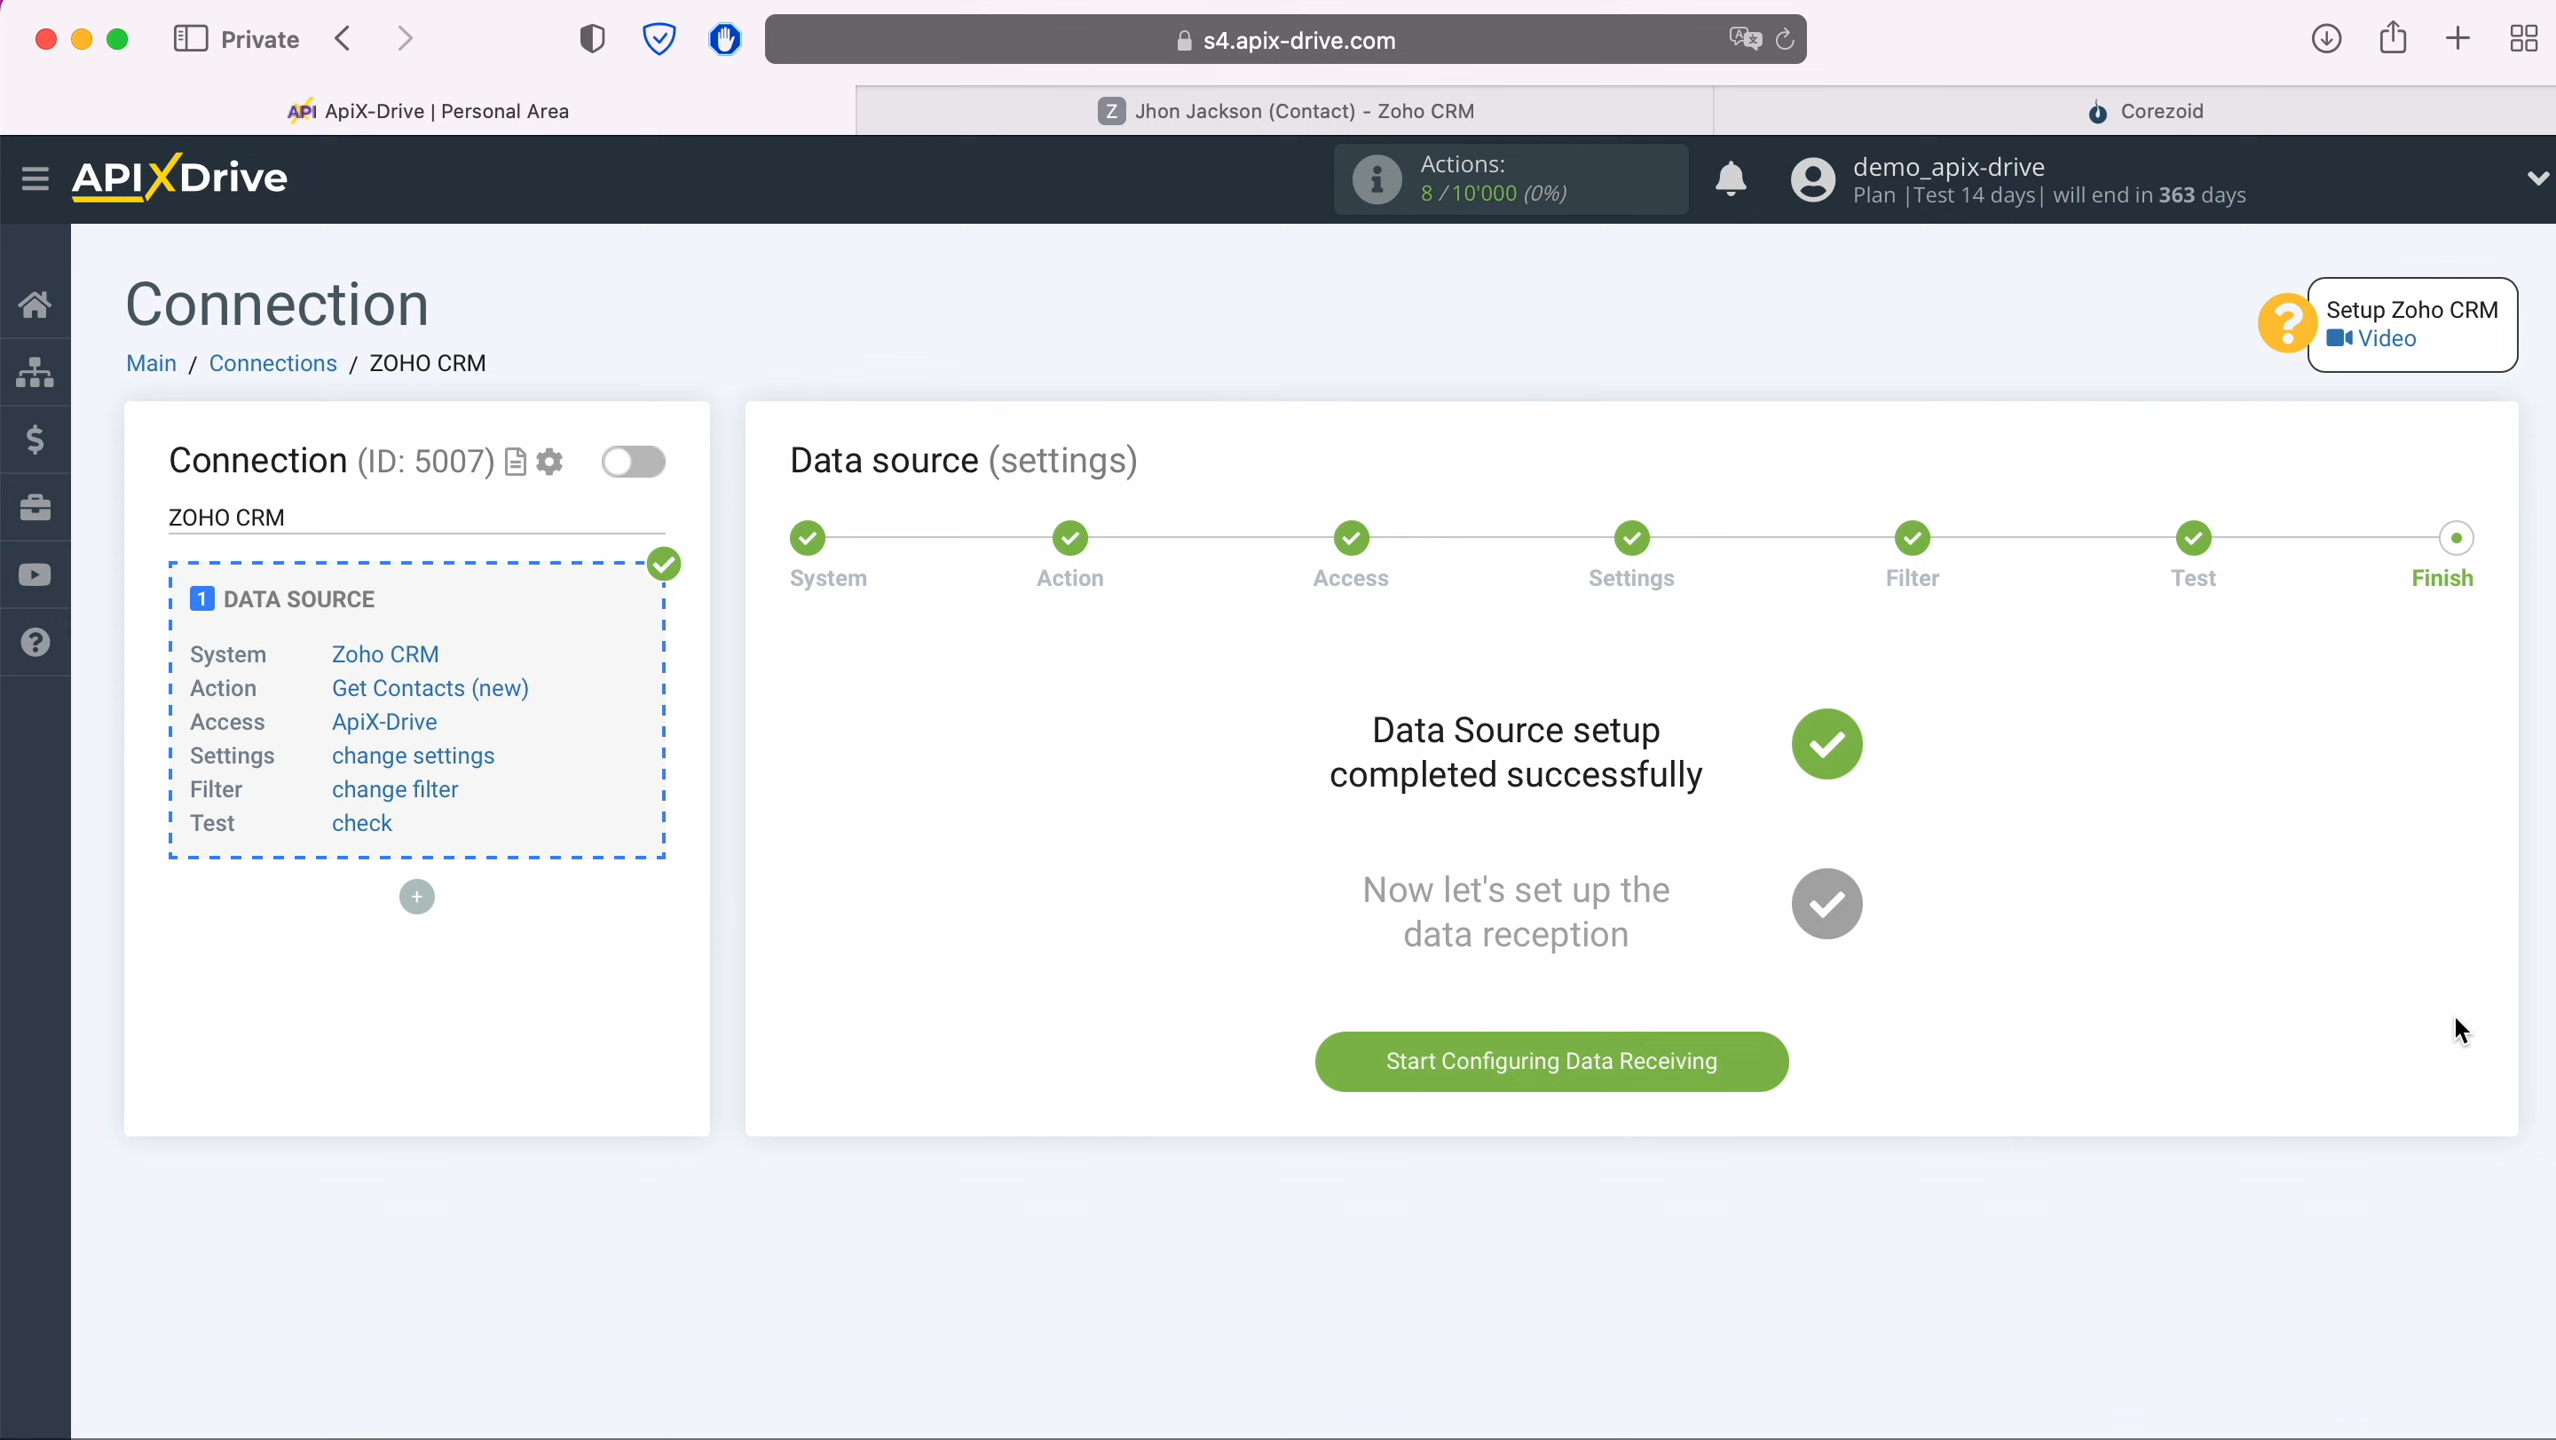 Private
s4.apix-drive.com
API ApiX-Drive | Personal Area
Z Jhon Jackson (Contact) - Zoho CRM
Corezoid
APIXDrive
Actions:
8 / 10'000 (0%)
demo_apix-drive
Plan |Test 14 days| will end in 363 days
Connection
Main / Connections / ZOHO CRM
Setup Zoho CRM
Video
Connection (ID: 5007)
ZOHO CRM
1 DATA SOURCE
System Zoho CRM
Action Get Contacts (new)
Access ApiX-Drive
Settings change settings
Filter change filter
Test check
Data source (settings)
System Action Access Settings Filter Test Finish
Data Source setup
completed successfully
Now let's set up the
data reception
Start Configuring Data Receiving